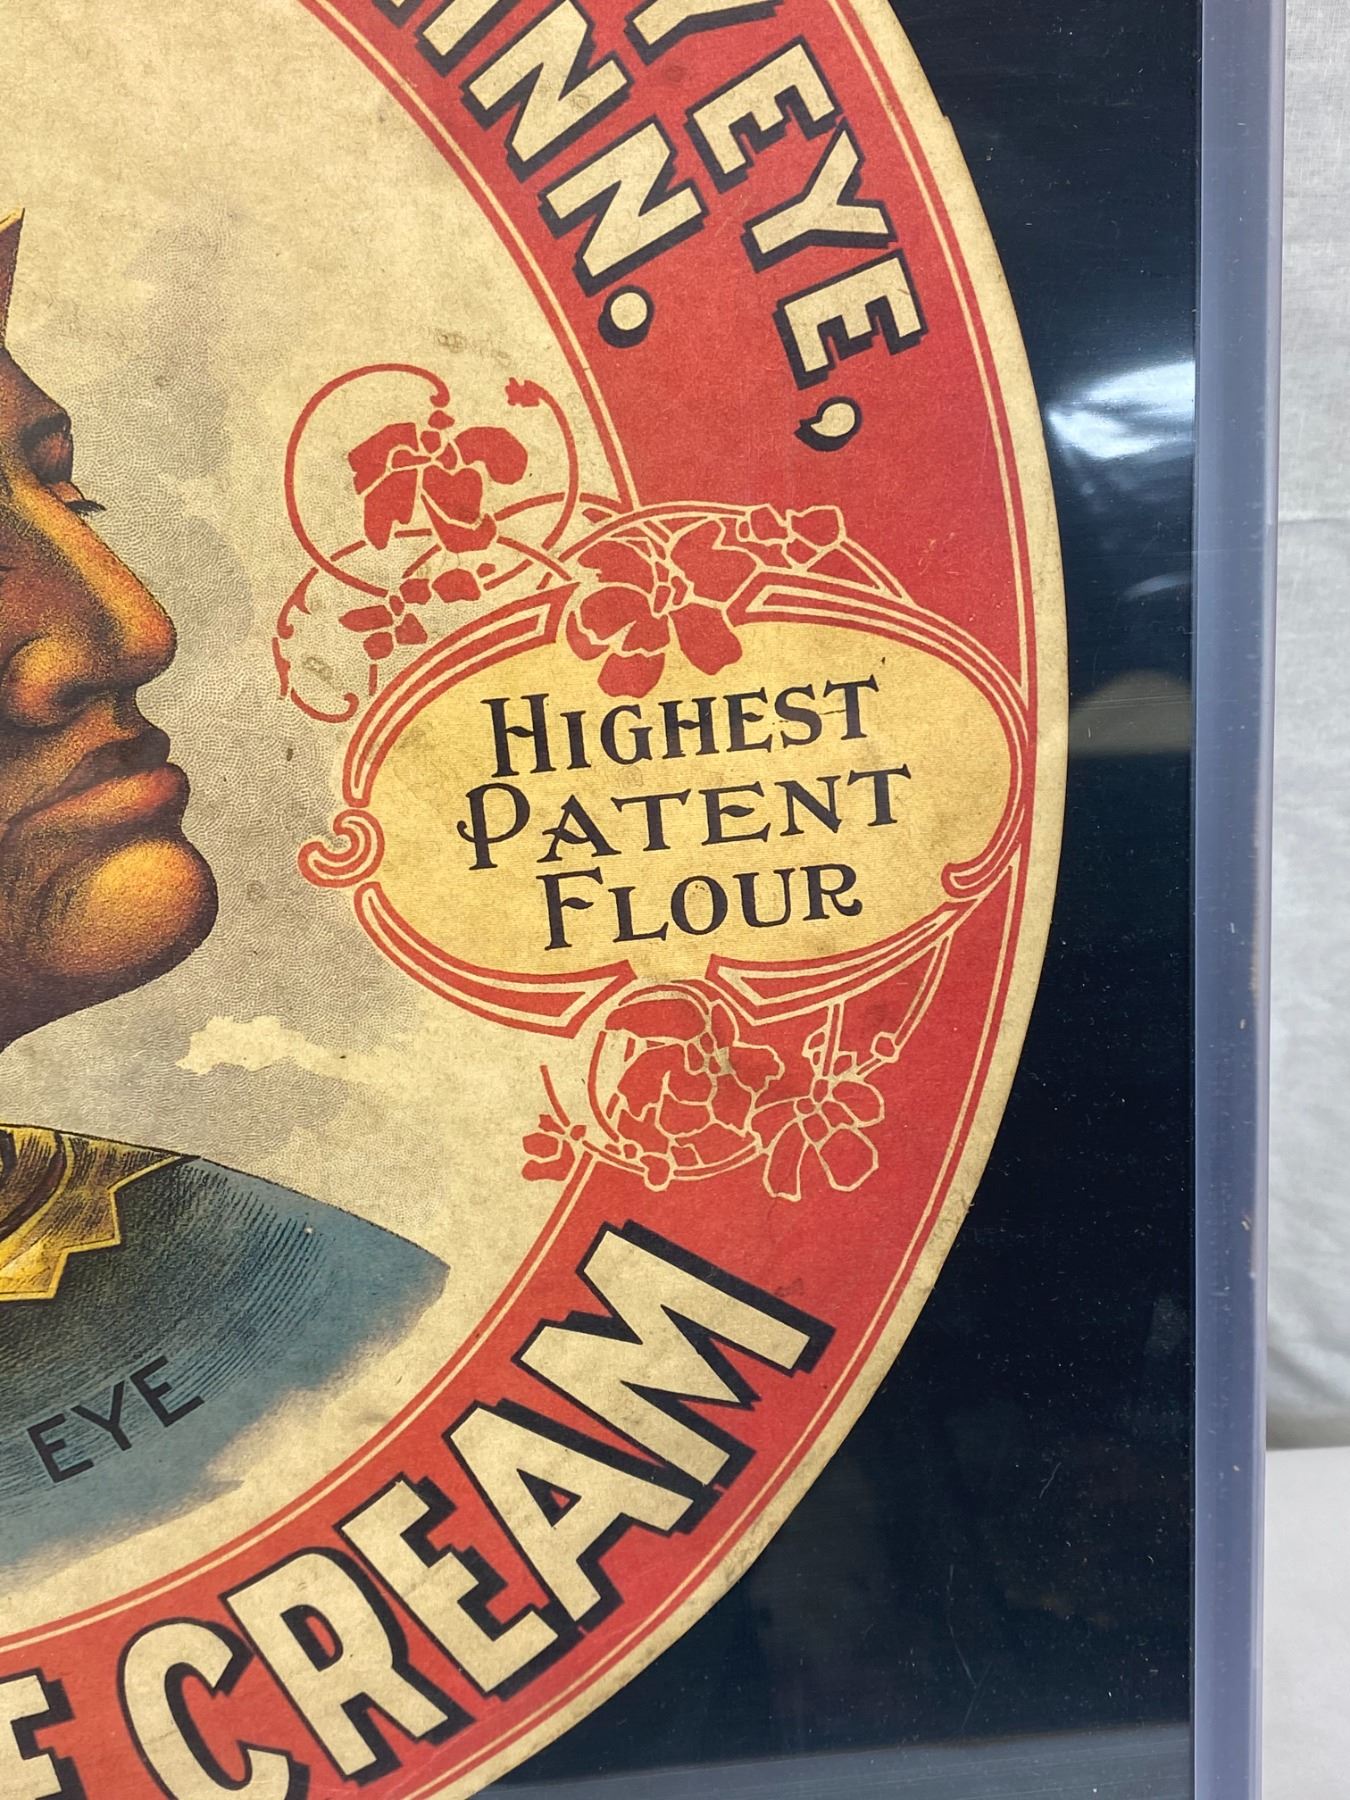 Y EYE,
INN.
HIGHEST
PATENT
FLOUR
EYE
CREAM